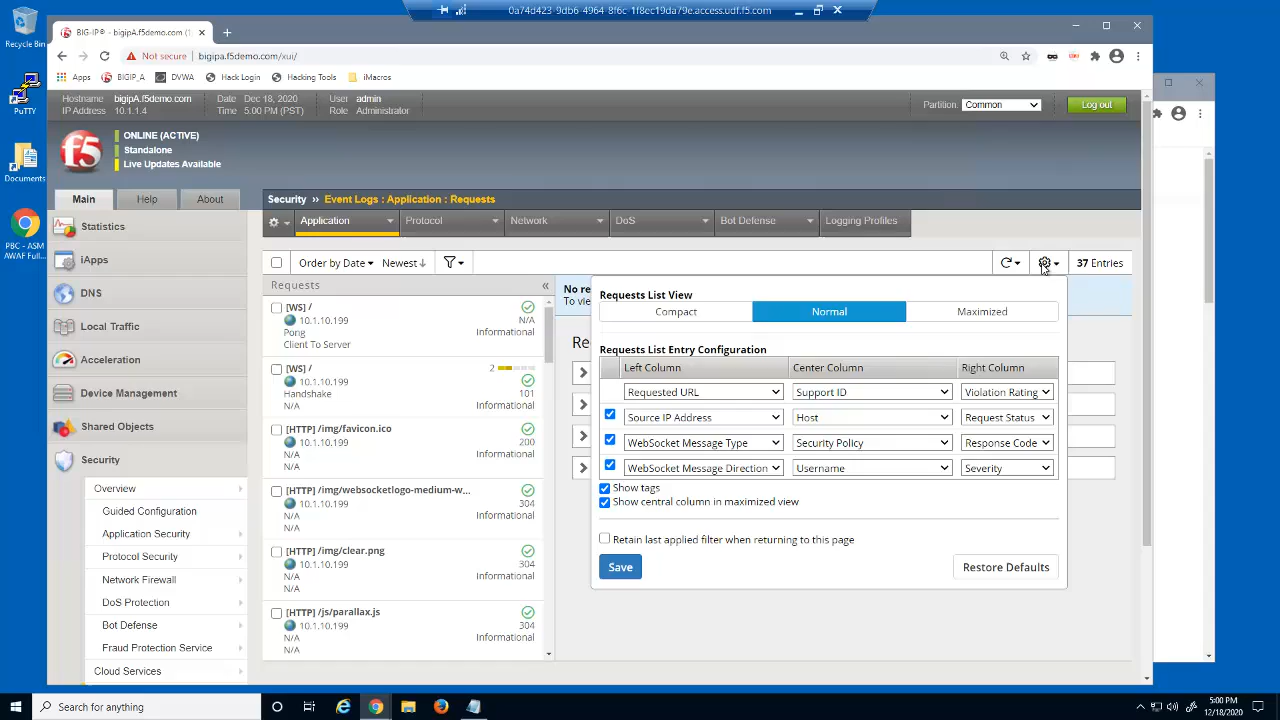 0a74d423-9db6-4964-8f6c-1f8ec19da79e.access.udf.f5.com
Recycle Bin
PuTTY
Documents
PBC - ASM
AWAF Full...
BIG-IP® - bigipA.f5demo.com (1
Not secure | bigipa.f5demo.com/xui/
Apps BIGIP_A DVWA Hack Login Hacking Tools iMacros
Hostname bigipA.f5demo.com Date Dec 18, 2020 User admin
IP Address 10.1.1.4 Time 5:00 PM (PST) Role Administrator
Partition: Common Log out
f5
ONLINE (ACTIVE)
Standalone
Live Updates Available
Main Help About
Security » Event Logs : Application : Requests
Application Protocol Network DoS Bot Defense Logging Profiles
Statistics
iApps
DNS
Local Traffic
Acceleration
Device Management
Shared Objects
Security
Overview
Guided Configuration
Application Security
Protocol Security
Network Firewall
DoS Protection
Bot Defense
Fraud Protection Service
Cloud Services
Order by Date Newest 37 Entries
Requests «
[WS] /
10.1.10.199 N/A
Pong Informational
Client To Server
[WS] / 2
10.1.10.199
Handshake 101
N/A Informational
[HTTP] /img/favicon.ico
10.1.10.199 200
N/A Informational
N/A
[HTTP] /img/websocketlogo-medium-w...
10.1.10.199 304
N/A Informational
N/A
[HTTP] /img/clear.png
10.1.10.199 304
N/A Informational
N/A
[HTTP] /js/parallax.js
10.1.10.199 304
N/A Informational
N/A
No re
To vie
Re
Requests List View
Compact Normal Maximized
Requests List Entry Configuration
Left Column Center Column Right Column
Requested URL Support ID Violation Rating
Source IP Address Host Request Status
WebSocket Message Type Security Policy Response Code
WebSocket Message Direction Username Severity
Show tags
Show central column in maximized view
Retain last applied filter when returning to this page
Save Restore Defaults
Search for anything
5:00 PM
12/18/2020